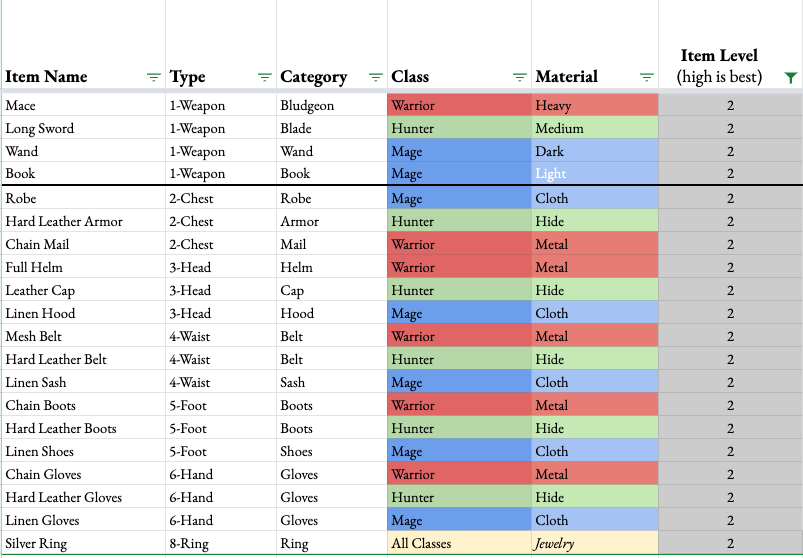 Item Name Type Category Class Material Item Level (high is best)
Mace 1-Weapon Bludgeon Warrior Heavy 2
Long Sword 1-Weapon Blade Hunter Medium 2
Wand 1-Weapon Wand Mage Dark 2
Book 1-Weapon Book Mage Light 2
Robe 2-Chest Robe Mage Cloth 2
Hard Leather Armor 2-Chest Armor Hunter Hide 2
Chain Mail 2-Chest Mail Warrior Metal 2
Full Helm 3-Head Helm Warrior Metal 2
Leather Cap 3-Head Cap Hunter Hide 2
Linen Hood 3-Head Hood Mage Cloth 2
Mesh Belt 4-Waist Belt Warrior Metal 2
Hard Leather Belt 4-Waist Belt Hunter Hide 2
Linen Sash 4-Waist Sash Mage Cloth 2
Chain Boots 5-Foot Boots Warrior Metal 2
Hard Leather Boots 5-Foot Boots Hunter Hide 2
Linen Shoes 5-Foot Shoes Mage Cloth 2
Chain Gloves 6-Hand Gloves Warrior Metal 2
Hard Leather Gloves 6-Hand Gloves Hunter Hide 2
Linen Gloves 6-Hand Gloves Mage Cloth 2
Silver Ring 8-Ring Ring All Classes Jewelry 2